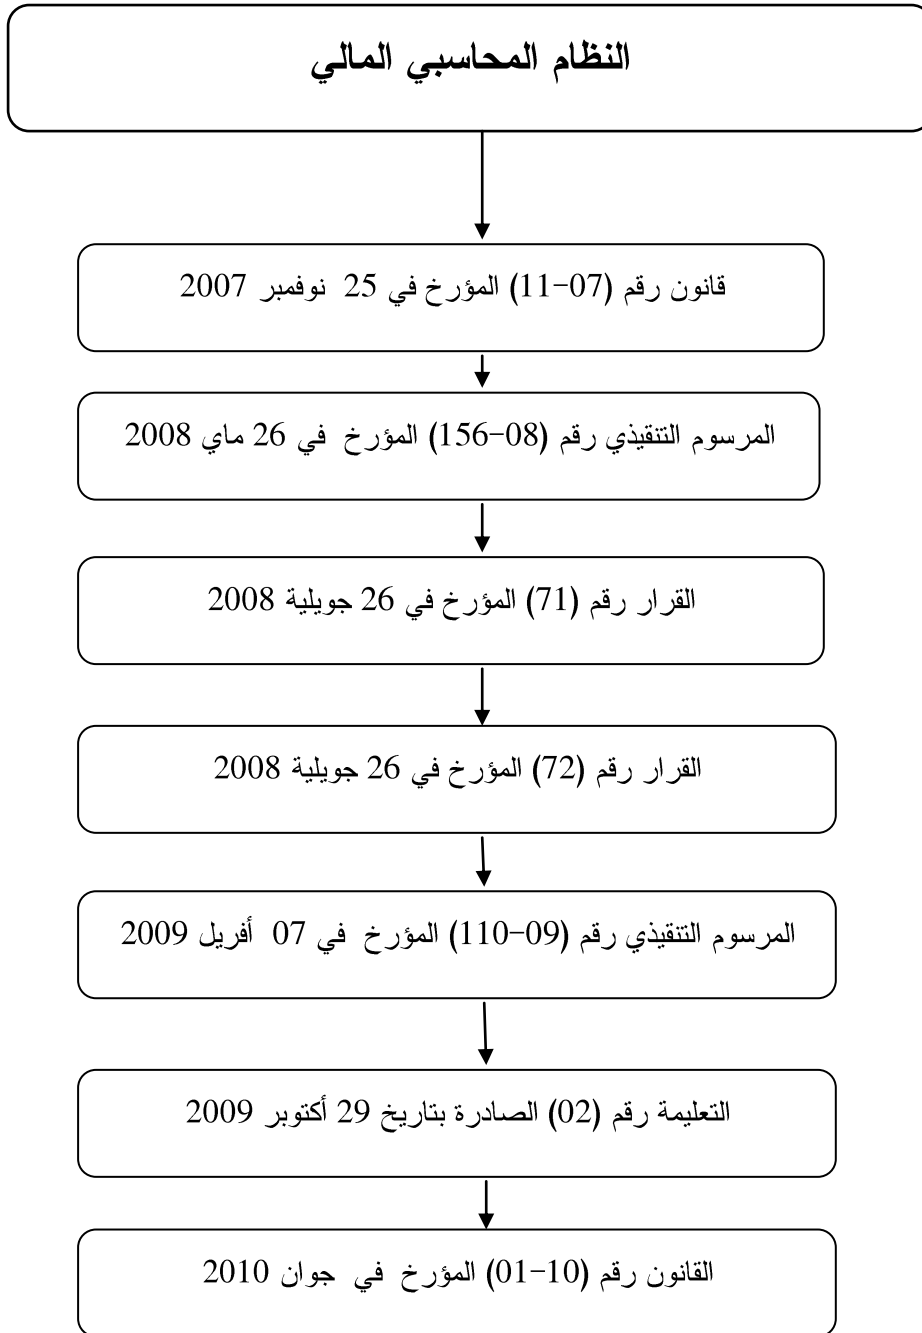 النظام المحاسبي المالي
قانون رقم (07-11) المؤرخ في 25 نوفمبر 2007
المرسوم التنفيذي رقم (08-156) المؤرخ في 26 ماي 2008
القرار رقم (71) المؤرخ في 26 جويلية 2008
القرار رقم (72) المؤرخ في 26 جويلية 2008
المرسوم التنفيذي رقم (09-110) المؤرخ في 07 أفريل 2009
التعليمة رقم (02) الصادرة بتاريخ 29 أكتوبر 2009
القانون رقم (10-01) المؤرخ في جوان 2010